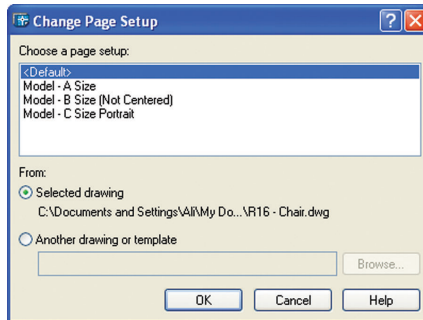 Change Page Setup
Choose a page setup:
<Default>
Model - A Size
Model - B Size (Not Centered)
Model - C Size Portrait
From:
Selected drawing
C:\Documents and Settings\Ali\My Do...\R16 - Chair.dwg
Another drawing or template
Browse...
OK Cancel Help